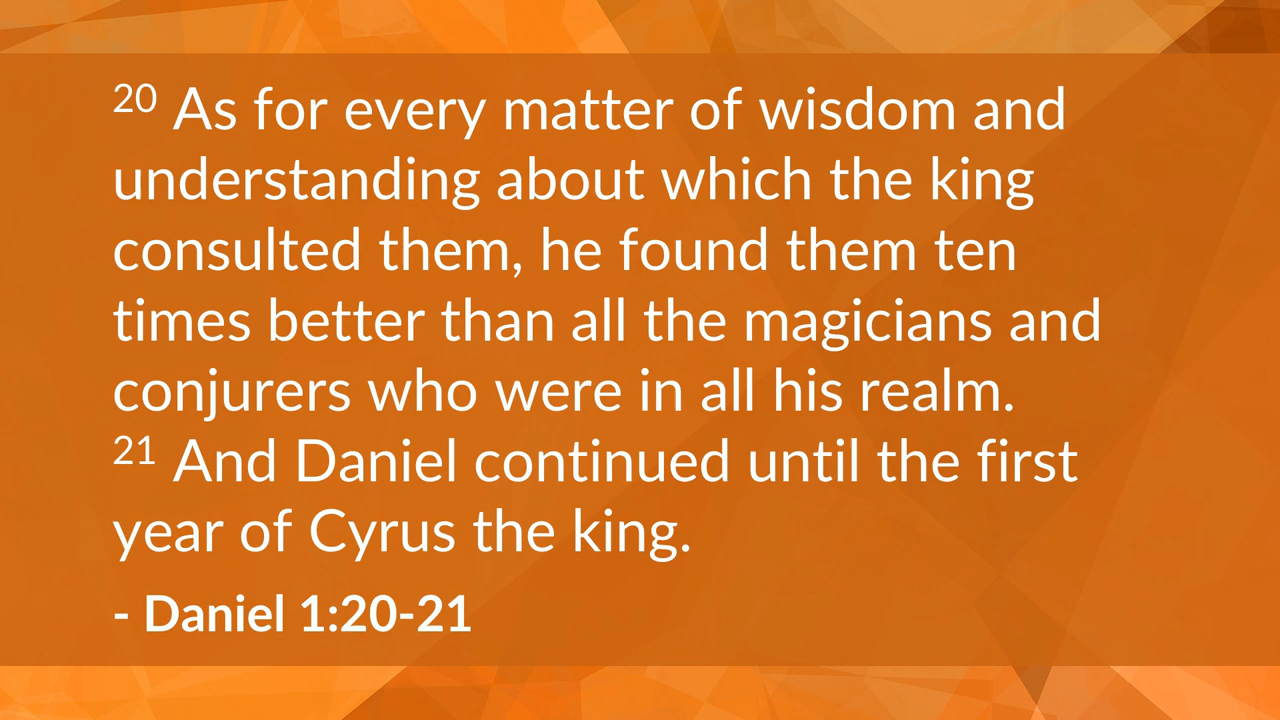 20 As for every matter of wisdom and
understanding about which the king
consulted them, he found them ten
times better than all the magicians and
conjurers who were in all his realm.
21 And Daniel continued until the first
year of Cyrus the king.
- Daniel 1:20-21